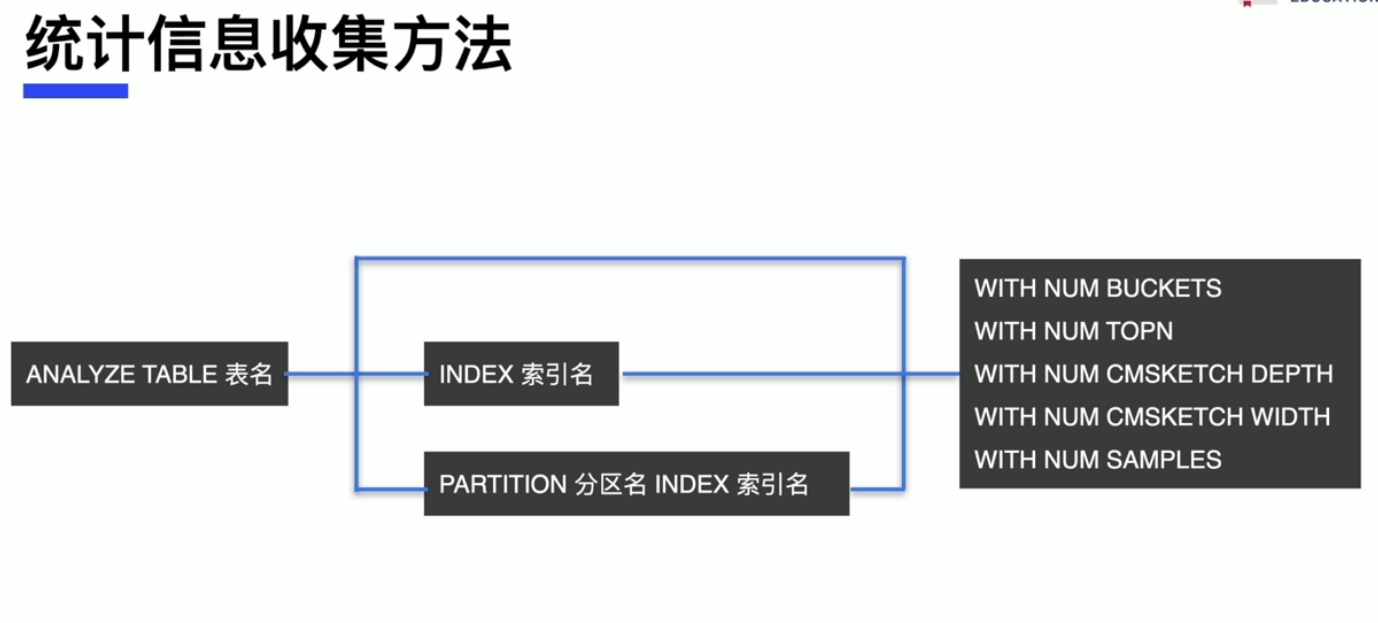 统计信息收集方法
ANALYZE TABLE 表名
INDEX 索引名
PARTITION 分区名 INDEX 索引名
WITH NUM BUCKETS
WITH NUM TOPN
WITH NUM CMSKETCH DEPTH
WITH NUM CMSKETCH WIDTH
WITH NUM SAMPLES